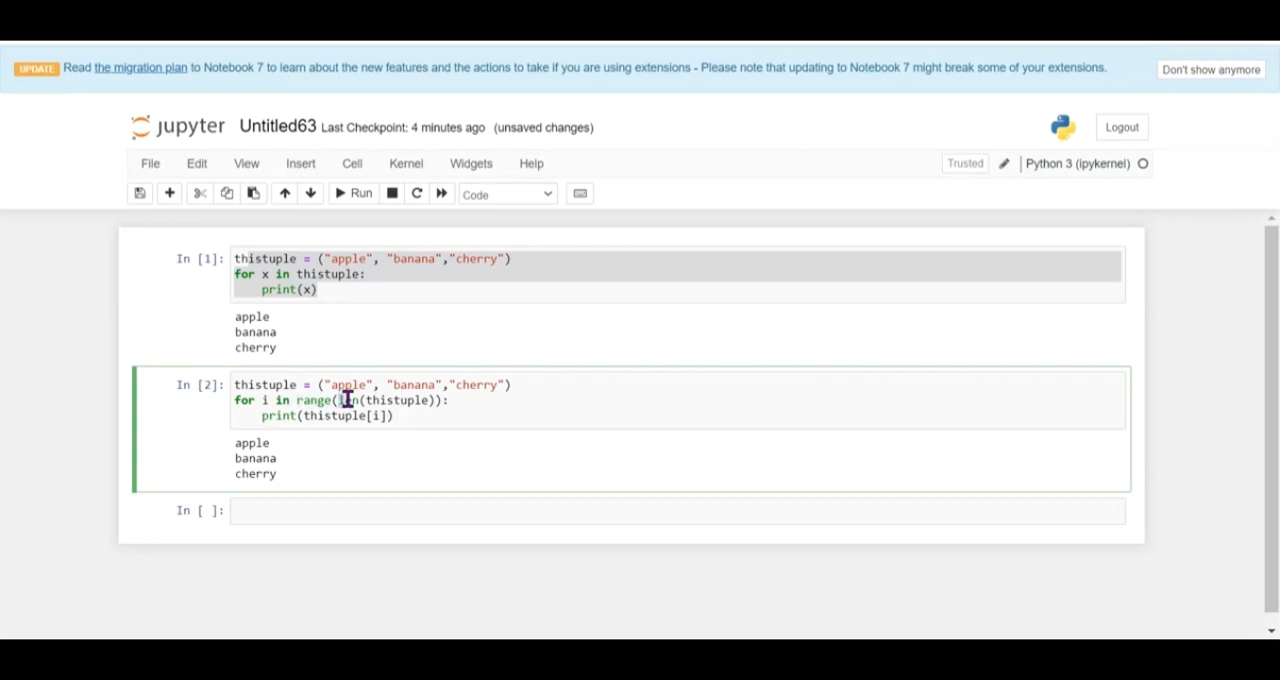 UPDATE Read the migration plan to Notebook 7 to learn about the new features and the actions to take if you are using extensions - Please note that updating to Notebook 7 might break some of your extensions. Don't show anymore
jupyter Untitled63 Last Checkpoint: 4 minutes ago (unsaved changes) Logout
File Edit View Insert Cell Kernel Widgets Help Trusted Python 3 (ipykernel)
Run Code
In [1]: thistuple = ("apple", "banana","cherry")
for x in thistuple:
    print(x)
apple
banana
cherry
In [2]: thistuple = ("apple", "banana","cherry")
for i in range(len(thistuple)):
    print(thistuple[i])
apple
banana
cherry
In [ ]: